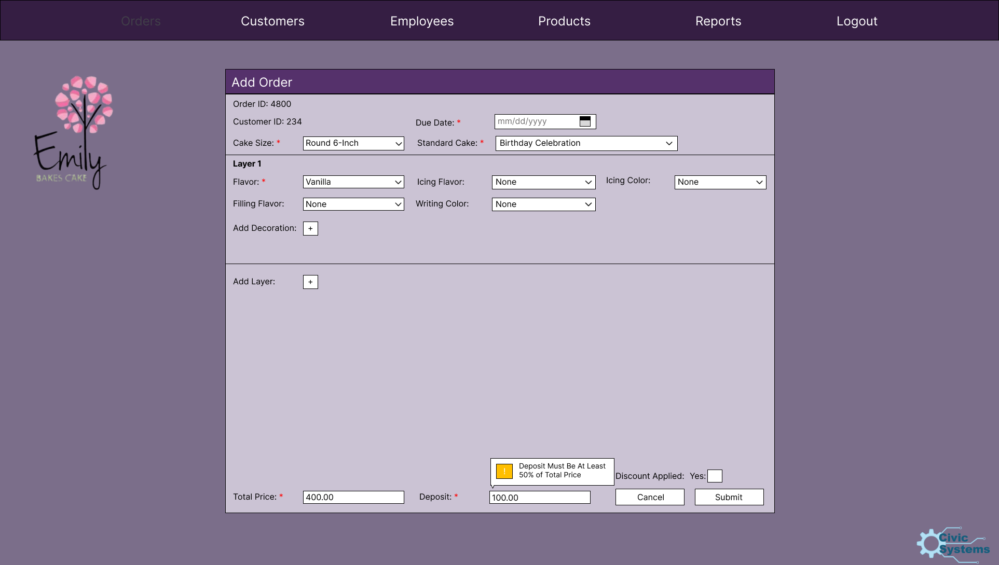 Orders Customers Employees Products Reports Logout
Emily
BAKES CAKE
Add Order
Order ID: 4800
Customer ID: 234
Due Date: * mm/dd/yyyy
Cake Size: * Round 6-Inch Standard Cake: * Birthday Celebration
Layer 1
Flavor: * Vanilla Icing Flavor: None Icing Color: None
Filling Flavor: None Writing Color: None
Add Decoration: +
Add Layer: +
! Deposit Must Be At Least
50% of Total Price
Discount Applied: Yes:
Total Price: * 400.00 Deposit: * 100.00 Cancel Submit
Civic
Systems